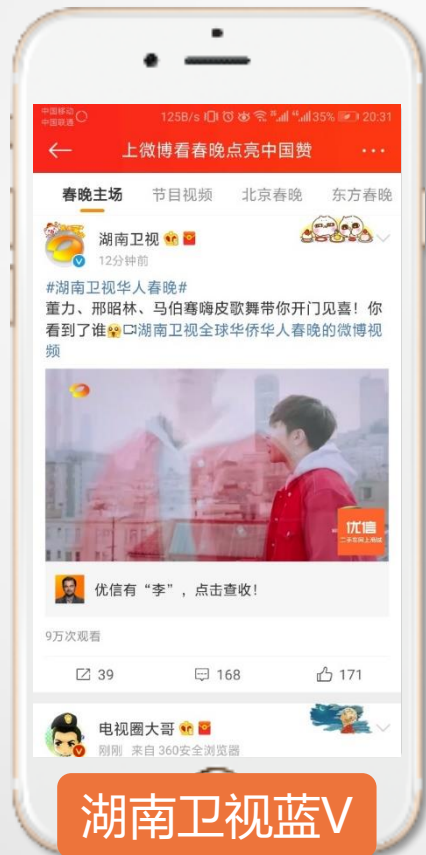 中国移动
中国联通
125B/s 35% 20:31
上微博看春晚点亮中国赞
春晚主场 节目视频 北京春晚 东方春晚
湖南卫视
12分钟前
#湖南卫视华人春晚#
董力、邢昭林、马伯骞嗨皮歌舞带你开门见喜！你
看到了谁湖南卫视全球华侨华人春晚的微博视
频
优信
二手车网上商城
优信有“李”，点击查收！
9万次观看
39 168 171
电视圈大哥
刚刚 来自360安全浏览器
湖南卫视蓝V